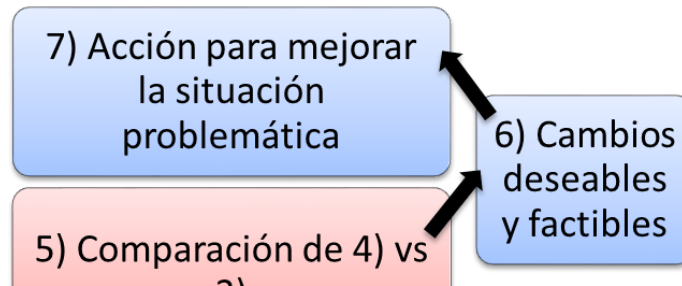 7) Acción para mejorar
la situación
problemática
6) Cambios
deseables
y factibles
5) Comparación de 4) vs